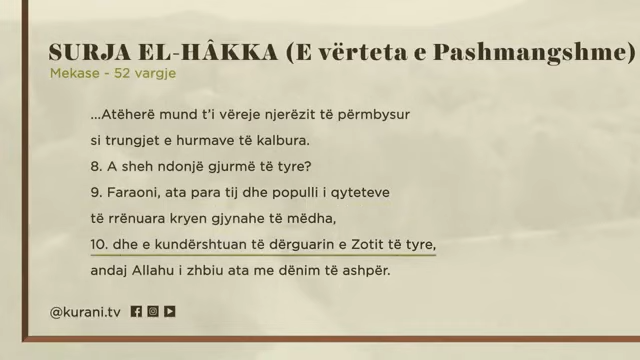 SURJA EL-HÂKKA (E vërteta e Pashmangshme)
Mekase - 52 vargje
...Atëherë mund t'i vëreje njerëzit të përmbysur
si trungjet e hurmave të kalbura.
8. A sheh ndonjë gjurmë të tyre?
9. Faraoni, ata para tij dhe populli i qyteteve
të rrënuara kryen gjynahe të mëdha,
10. dhe e kundërshtuan të dërguarin e Zotit të tyre,
andaj Allahu i zhbiu ata me dënim të ashpër.
@kurani.tv